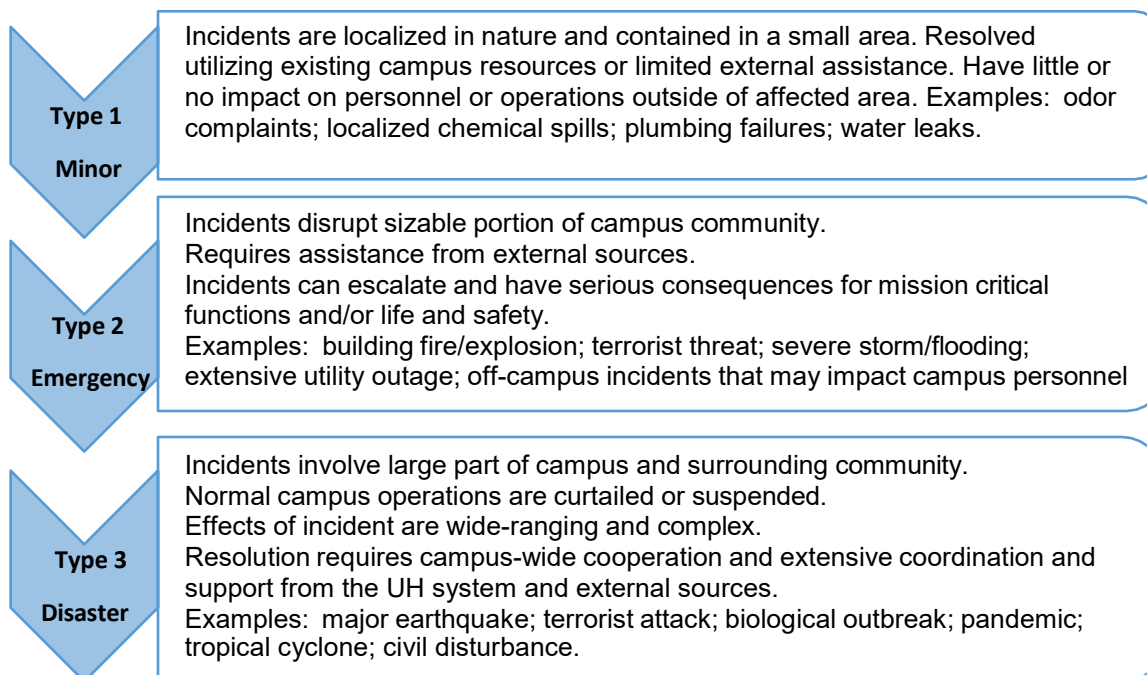 Type 1
Minor
Incidents are localized in nature and contained in a small area. Resolved
utilizing existing campus resources or limited external assistance. Have little or
no impact on personnel or operations outside of affected area. Examples:  odor
complaints; localized chemical spills; plumbing failures; water leaks.
Type 2
Emergency
Incidents disrupt sizable portion of campus community.
Requires assistance from external sources.
Incidents can escalate and have serious consequences for mission critical
functions and/or life and safety.
Examples:  building fire/explosion; terrorist threat; severe storm/flooding;
extensive utility outage; off-campus incidents that may impact campus personnel
Type 3
Disaster
Incidents involve large part of campus and surrounding community.
Normal campus operations are curtailed or suspended.
Effects of incident are wide-ranging and complex.
Resolution requires campus-wide cooperation and extensive coordination and
support from the UH system and external sources.
Examples:  major earthquake; terrorist attack; biological outbreak; pandemic;
tropical cyclone; civil disturbance.